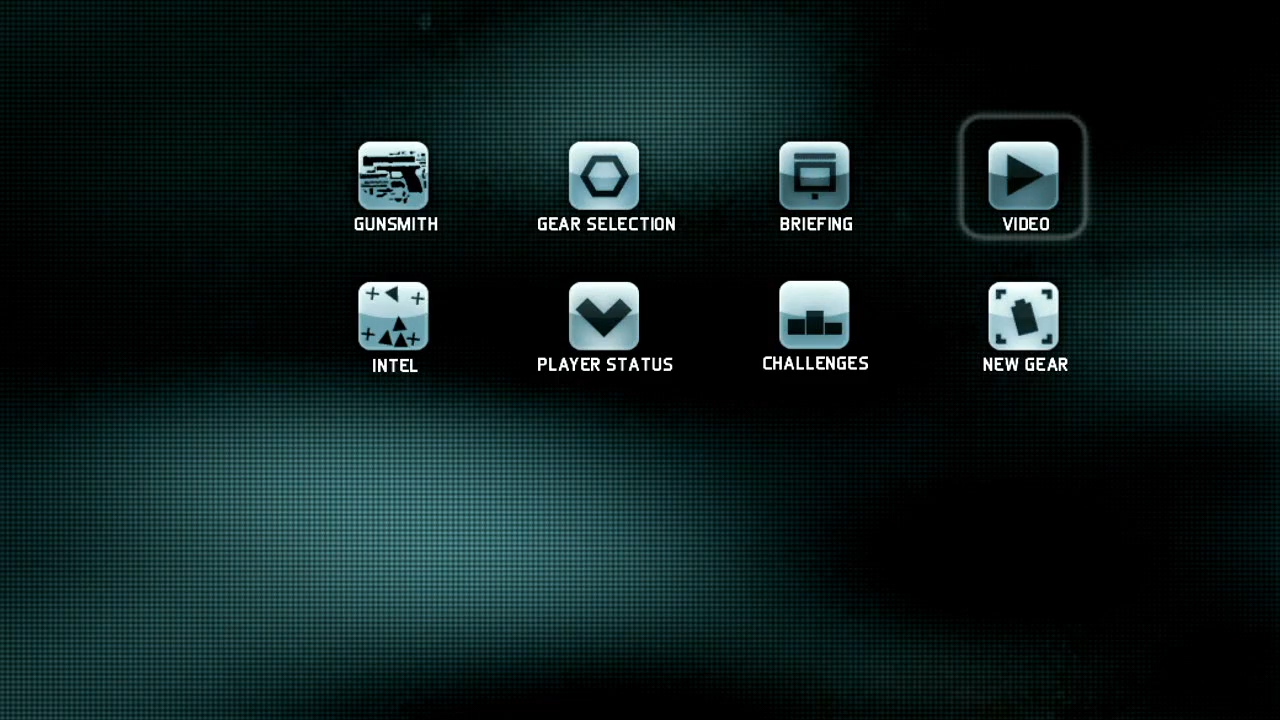 GUNSMITH
GEAR SELECTION
BRIEFING
VIDEO
INTEL
PLAYER STATUS
CHALLENGES
NEW GEAR